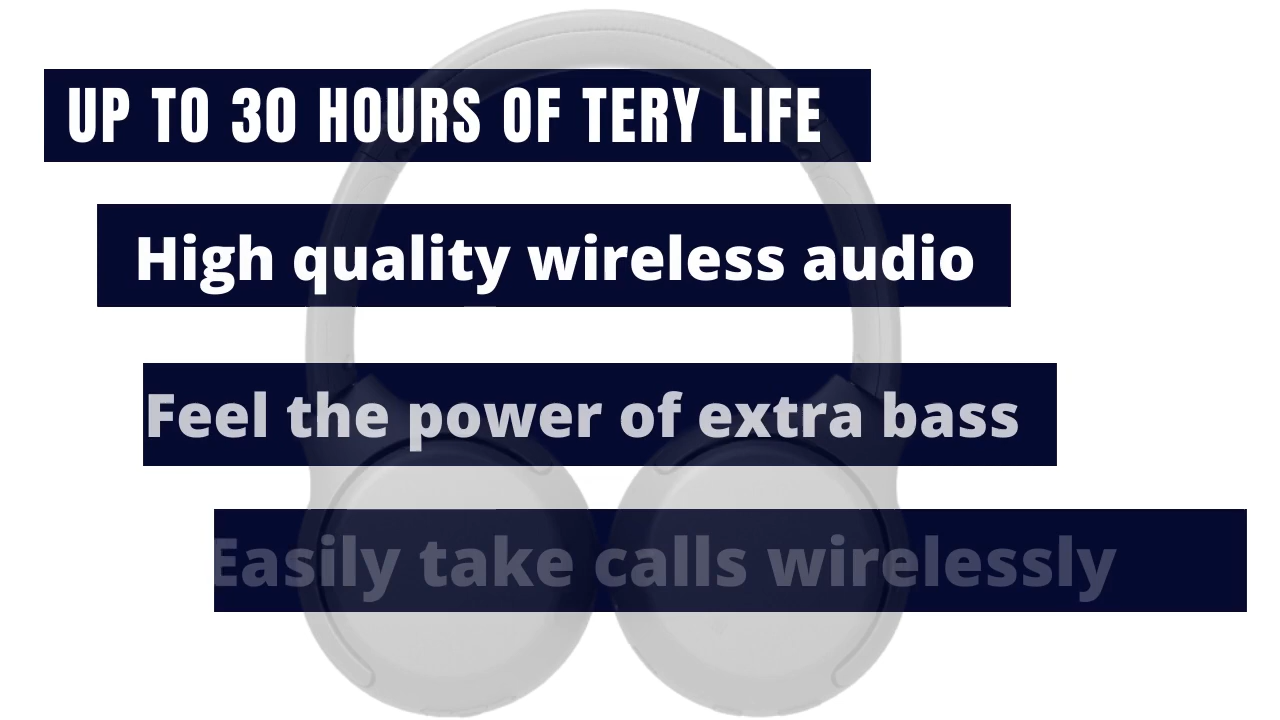 UP TO 30 HOURS OF TERY LIFE
High quality wireless audio
Feel the power of extra bass
Easily take calls wirelessly